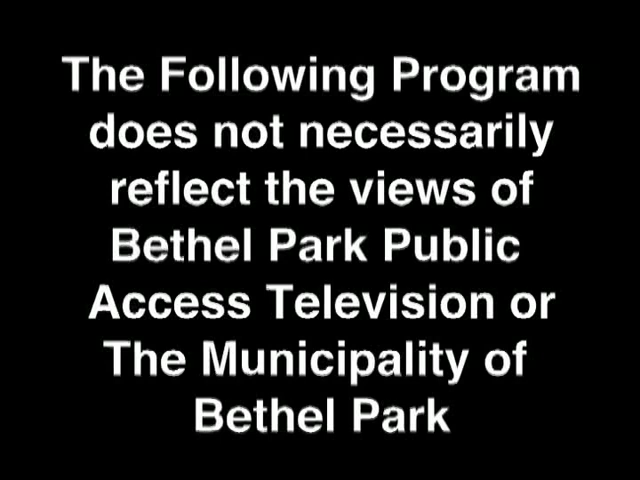 The Following Program
does not necessarily
reflect the views of
Bethel Park Public
Access Television or
The Municipality of
Bethel Park